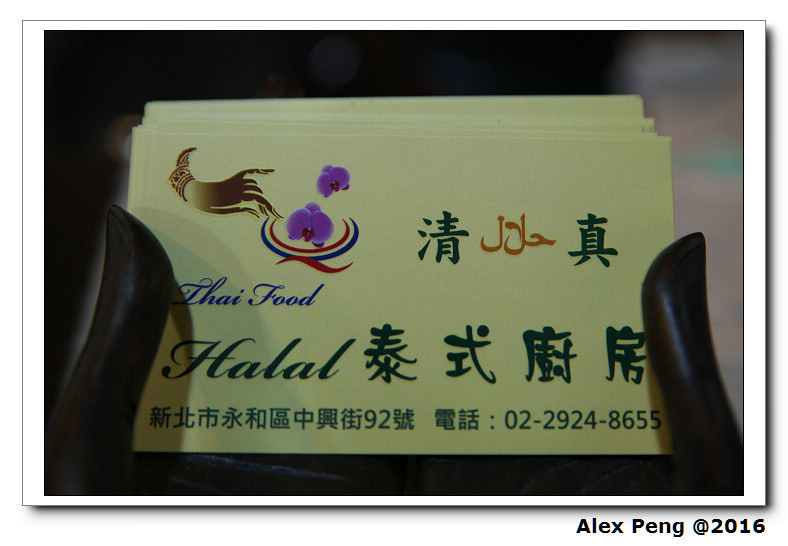 清 حلال 真
Thai Food
Halal 泰式廚房
新北市永和區中興街92號 電話：02-2924-8655
Alex Peng @2016